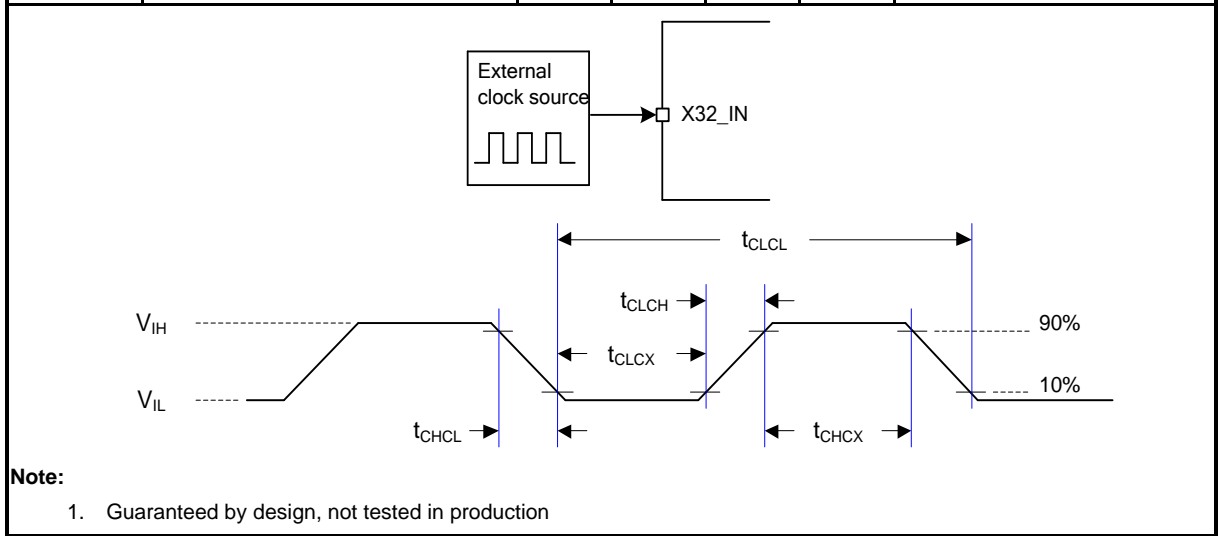 External
clock source
X32_IN
tCLCL
tCLCH
VIH
90%
tCLCX
VIL
10%
tCHCL
tCHCX
Note:
1. Guaranteed by design, not tested in production